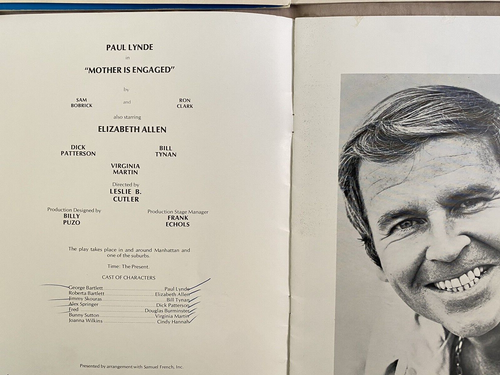 PAUL LYNDE
in
"MOTHER IS ENGAGED"
by
SAM BOBRICK and RON CLARK
also starring
ELIZABETH ALLEN
DICK PATTERSON BILL TYNAN
VIRGINIA MARTIN
Directed by
LESLIE B. CUTLER
Production Designed by BILLY PUZO
Production Stage Manager FRANK ECHOLS
The play takes place in and around Manhattan and
one of the suburbs
Time: The Present.
CAST OF CHARACTERS
George Bartlett Paul Lynde
Roberta Bartlett Elizabeth Allen
Jimmy Skouras Bill Tynan
Alex Springer Dick Patterson
Fred Douglas Burmister
Bunny Sutton Virginia Martin
Joanna Wilkins Cindy Hannah
Presented by arrangement with Samuel French, Inc.